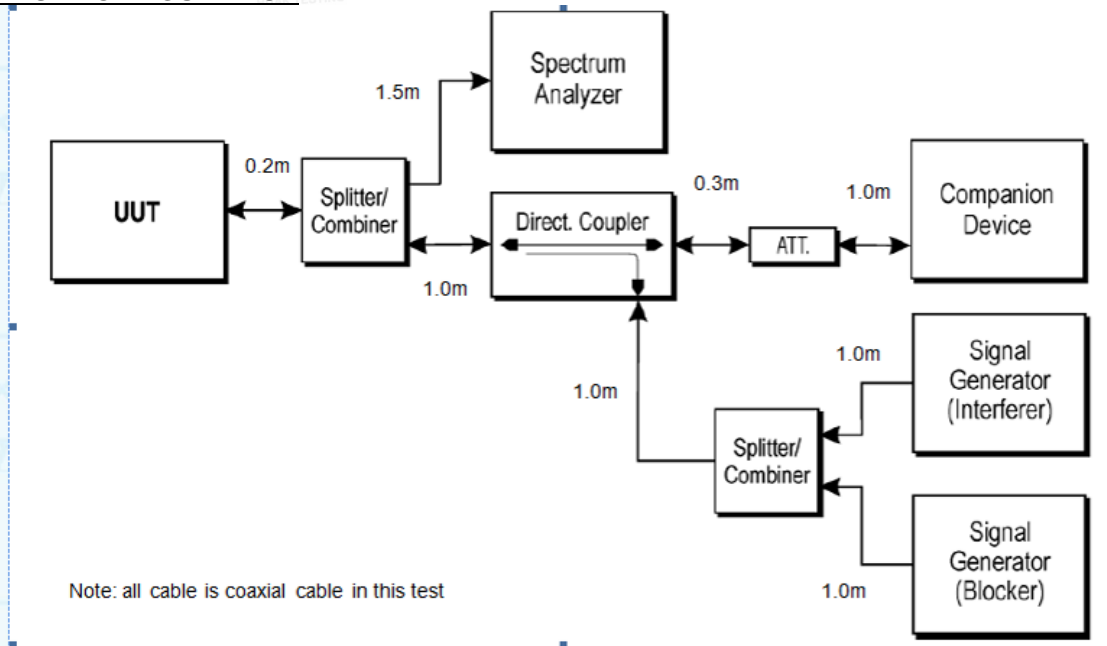 Spectrum
Analyzer
1.5m
UUT
0.2m
Splitter/
Combiner
1.0m
Direct. Coupler
0.3m
ATT.
1.0m
Companion
Device
1.0m
Splitter/
Combiner
1.0m
Signal
Generator
(Interferer)
1.0m
Signal
Generator
(Blocker)
Note: all cable is coaxial cable in this test